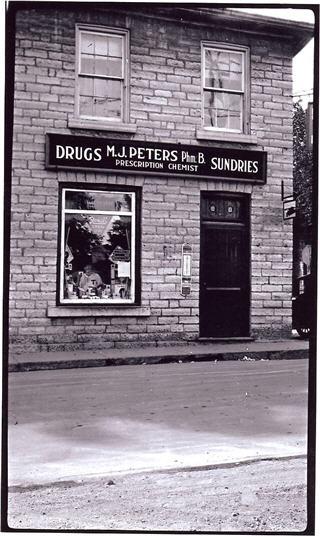 DRUGS M.J. PETERS Phm. B. SUNDRIES
PRESCRIPTION CHEMIST